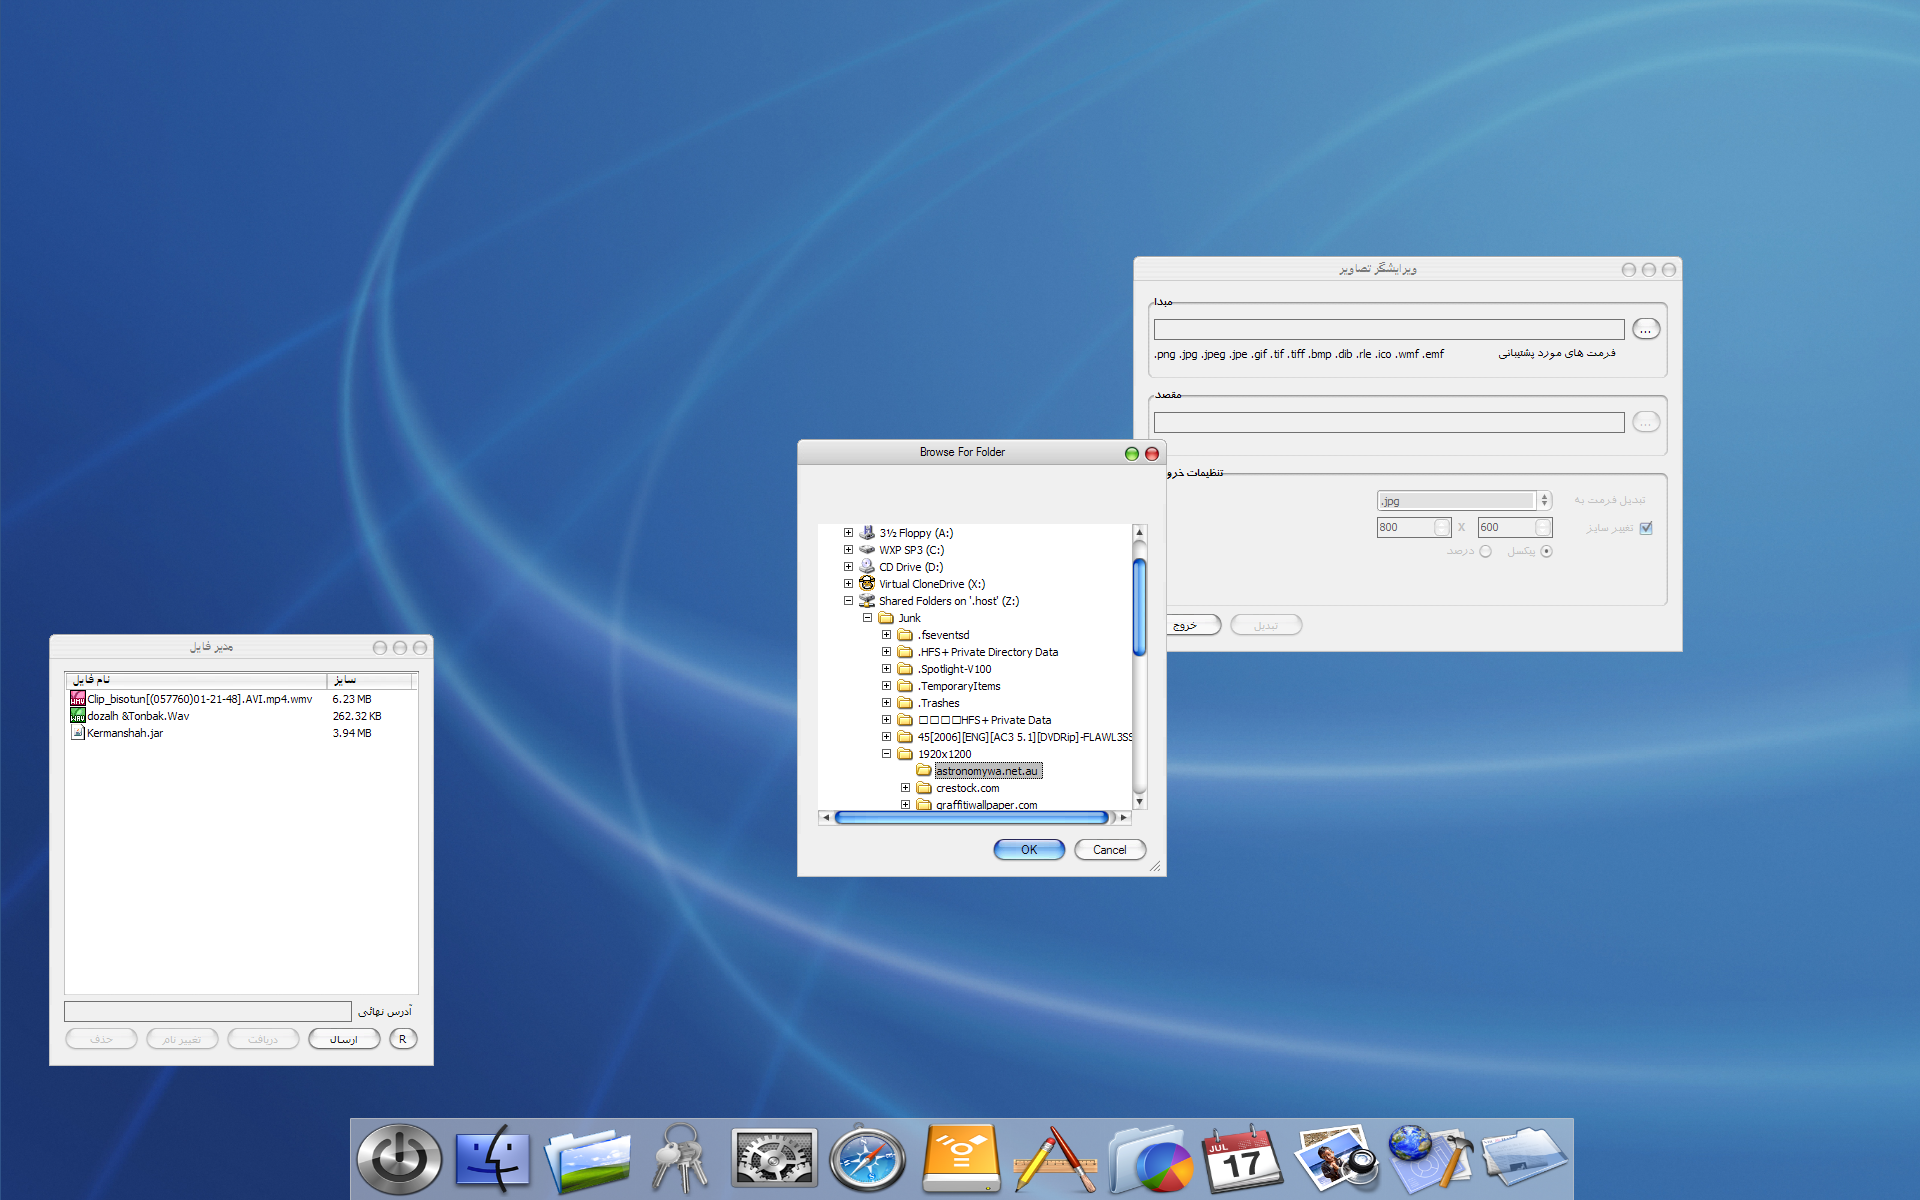 ویرایشگر تصاویر
مبدا
...
.png .jpg .jpeg .jpe .gif .tif .tiff .bmp .dib .rle .ico .wmf .emf
فرمت های مورد پشتیبانی
مقصد
...
تنظیمات خرو
تبدیل فرمت به
.jpg
تغییر سایز
800 X 600
پیکسل
درصد
خروج
تبدیل
Browse For Folder
3½ Floppy (A:)
WXP SP3 (C:)
CD Drive (D:)
Virtual CloneDrive (X:)
Shared Folders on '.host' (Z:)
Junk
.fseventsd
.HFS+ Private Directory Data
.Spotlight-V100
.TemporaryItems
.Trashes
□□□□HFS+ Private Data
45[2006][ENG][AC3 5.1][DVDRip]-FLAWL3SS
1920x1200
astronomywa.net.au
crestock.com
graffitiwallpaper.com
OK
Cancel
مدیر فایل
نام فایل
سایز
Clip_bisotun[(057760)01-21-48].AVI.mp4.wmv 6.23 MB
dozalh &Tonbak.Wav 262.32 KB
Kermanshah.jar 3.94 MB
آدرس نهائی
حذف
تغییر نام
دریافت
ارسال
R
JUL
17